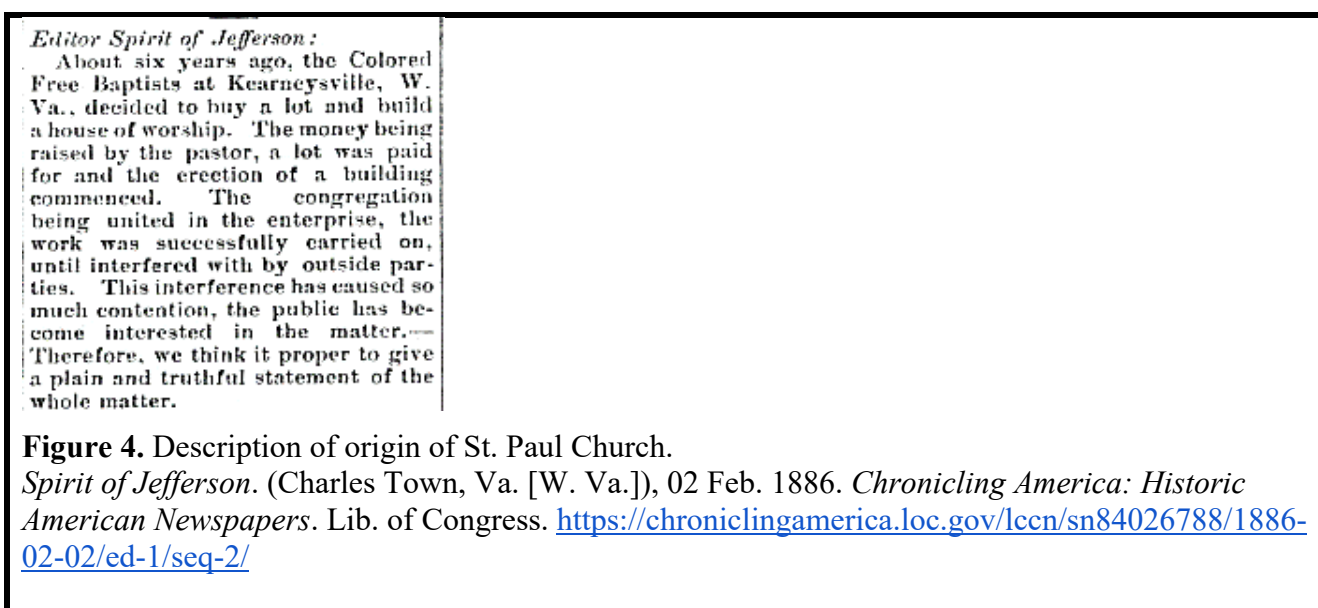 Editor Spirit of Jefferson:
About six years ago, the Colored
Free Baptists at Kearneysville, W.
Va., decided to buy a lot and build
a house of worship. The money being
raised by the pastor, a lot was paid
for and the erection of a building
commenced. The congregation
being united in the enterprise, the
work was successfully carried on,
until interfered with by outside par-
ties. This interference has caused so
much contention, the public has be-
come interested in the matter.—
Therefore, we think it proper to give
a plain and truthful statement of the
whole matter.
Figure 4. Description of origin of St. Paul Church.
Spirit of Jefferson. (Charles Town, Va. [W. Va.]), 02 Feb. 1886. Chronicling America: Historic
American Newspapers. Lib. of Congress. https://chroniclingamerica.loc.gov/lccn/sn84026788/1886-
02-02/ed-1/seq-2/